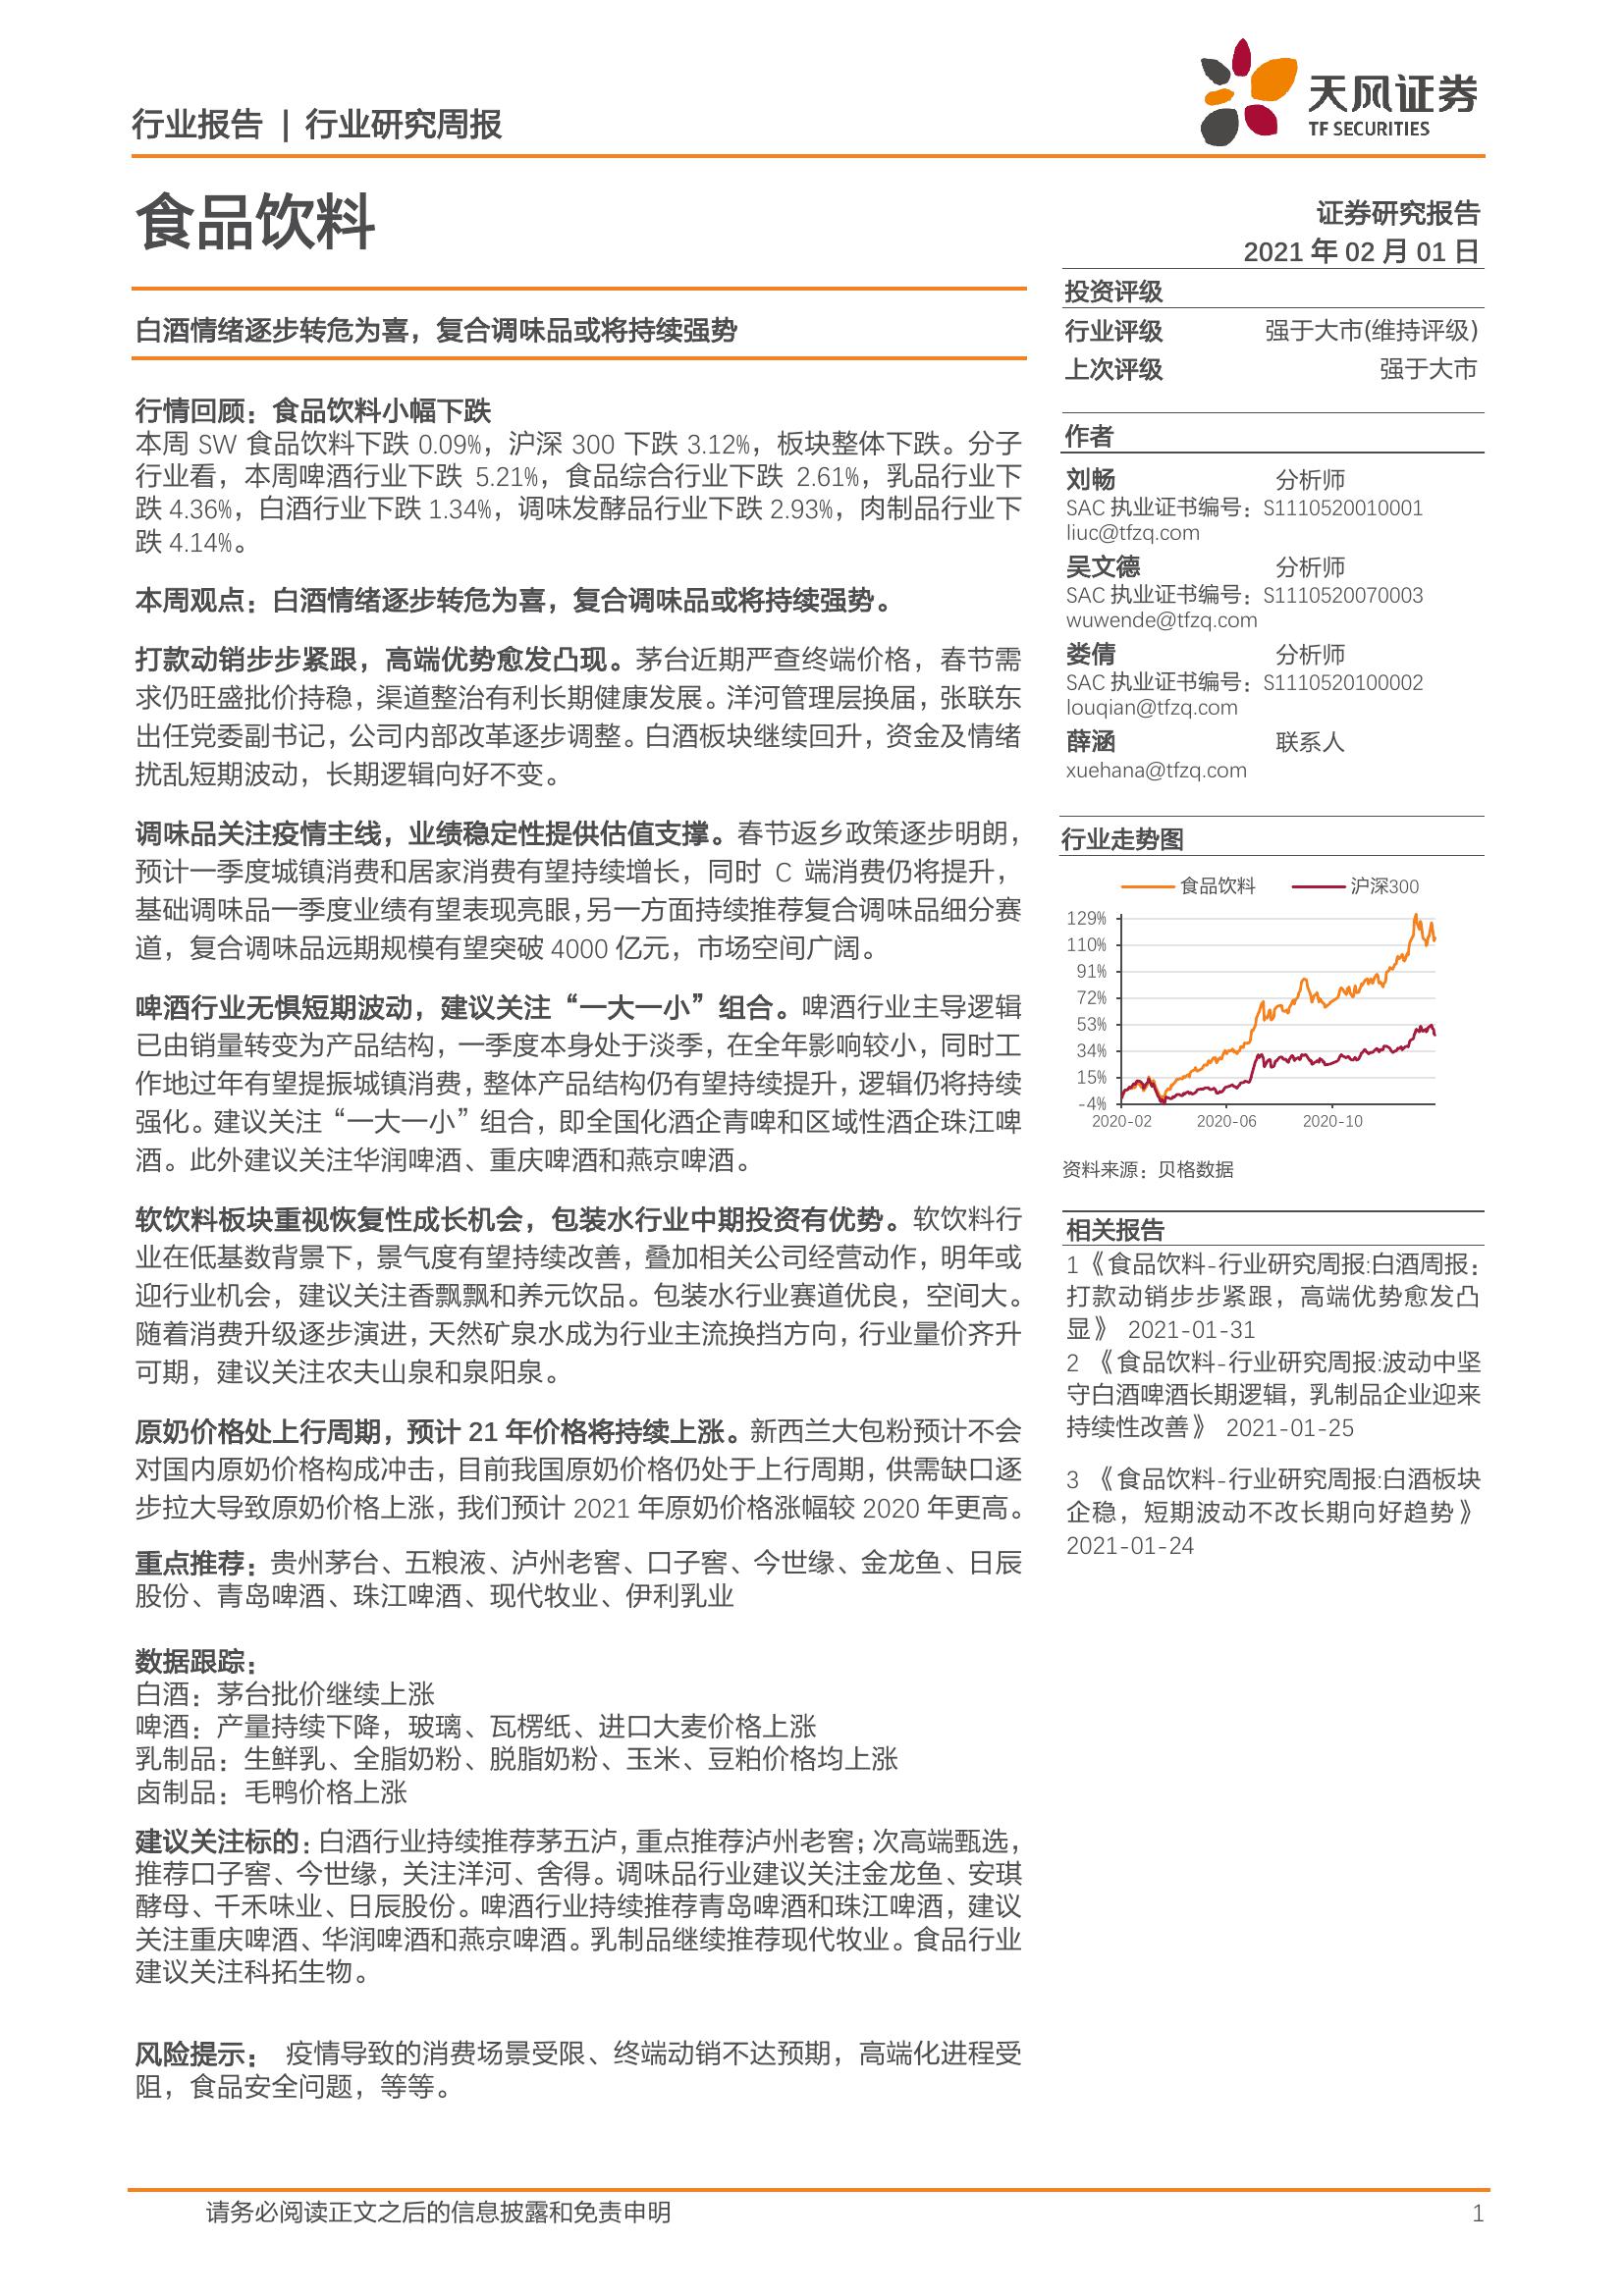 行业报告 | 行业研究周报
天风证券
TF SECURITIES
食品饮料
证券研究报告
2021 年 02 月 01 日
白酒情绪逐步转危为喜，复合调味品或将持续强势
行情回顾：食品饮料小幅下跌
本周 SW 食品饮料下跌 0.09%，沪深 300 下跌 3.12%，板块整体下跌。分子
行业看，本周啤酒行业下跌 5.21%，食品综合行业下跌 2.61%，乳品行业下
跌 4.36%，白酒行业下跌 1.34%，调味发酵品行业下跌 2.93%，肉制品行业下
跌 4.14%。
本周观点：白酒情绪逐步转危为喜，复合调味品或将持续强势。
打款动销步步紧跟，高端优势愈发凸现。茅台近期严查终端价格，春节需
求仍旺盛批价持稳，渠道整治有利长期健康发展。洋河管理层换届，张联东
出任党委副书记，公司内部改革逐步调整。白酒板块继续回升，资金及情绪
扰乱短期波动，长期逻辑向好不变。
调味品关注疫情主线，业绩稳定性提供估值支撑。春节返乡政策逐步明朗，
预计一季度城镇消费和居家消费有望持续增长，同时 C 端消费仍将提升，
基础调味品一季度业绩有望表现亮眼，另一方面持续推荐复合调味品细分赛
道，复合调味品远期规模有望突破 4000 亿元，市场空间广阔。
啤酒行业无惧短期波动，建议关注“一大一小”组合。啤酒行业主导逻辑
已由销量转变为产品结构，一季度本身处于淡季，在全年影响较小，同时工
作地过年有望提振城镇消费，整体产品结构仍有望持续提升，逻辑仍将持续
强化。建议关注“一大一小”组合，即全国化酒企青啤和区域性酒企珠江啤
酒。此外建议关注华润啤酒、重庆啤酒和燕京啤酒。
软饮料板块重视恢复性成长机会，包装水行业中期投资有优势。软饮料行
业在低基数背景下，景气度有望持续改善，叠加相关公司经营动作，明年或
迎行业机会，建议关注香飘飘和养元饮品。包装水行业赛道优良，空间大。
随着消费升级逐步演进，天然矿泉水成为行业主流换挡方向，行业量价齐升
可期，建议关注农夫山泉和泉阳泉。
原奶价格处上行周期，预计 21 年价格将持续上涨。新西兰大包粉预计不会
对国内原奶价格构成冲击，目前我国原奶价格仍处于上行周期，供需缺口逐
步拉大导致原奶价格上涨，我们预计 2021 年原奶价格涨幅较 2020 年更高。
重点推荐：贵州茅台、五粮液、泸州老窖、口子窖、今世缘、金龙鱼、日辰
股份、青岛啤酒、珠江啤酒、现代牧业、伊利乳业
数据跟踪：
白酒：茅台批价继续上涨
啤酒：产量持续下降，玻璃、瓦楞纸、进口大麦价格上涨
乳制品：生鲜乳、全脂奶粉、脱脂奶粉、玉米、豆粕价格均上涨
卤制品：毛鸭价格上涨
建议关注标的：白酒行业持续推荐茅五泸，重点推荐泸州老窖；次高端甄选，
推荐口子窖、今世缘，关注洋河、舍得。调味品行业建议关注金龙鱼、安琪
酵母、千禾味业、日辰股份。啤酒行业持续推荐青岛啤酒和珠江啤酒，建议
关注重庆啤酒、华润啤酒和燕京啤酒。乳制品继续推荐现代牧业。食品行业
建议关注科拓生物。
风险提示： 疫情导致的消费场景受限、终端动销不达预期，高端化进程受
阻，食品安全问题，等等。
投资评级
行业评级 强于大市(维持评级)
上次评级 强于大市
作者
刘畅 分析师
SAC 执业证书编号：S1110520010001
liuc@tfzq.com
吴文德 分析师
SAC 执业证书编号：S1110520070003
wuwende@tfzq.com
娄倩 分析师
SAC 执业证书编号：S1110520100002
louqian@tfzq.com
薛涵 联系人
xuehana@tfzq.com
行业走势图
食品饮料 沪深300
129%
110%
91%
72%
53%
34%
15%
-4%
2020-02 2020-06 2020-10
资料来源：贝格数据
相关报告
1《食品饮料-行业研究周报:白酒周报：
打款动销步步紧跟，高端优势愈发凸
显》 2021-01-31
2 《食品饮料-行业研究周报:波动中坚
守白酒啤酒长期逻辑，乳制品企业迎来
持续性改善》 2021-01-25
3 《食品饮料-行业研究周报:白酒板块
企稳，短期波动不改长期向好趋势》
2021-01-24
请务必阅读正文之后的信息披露和免责申明 1